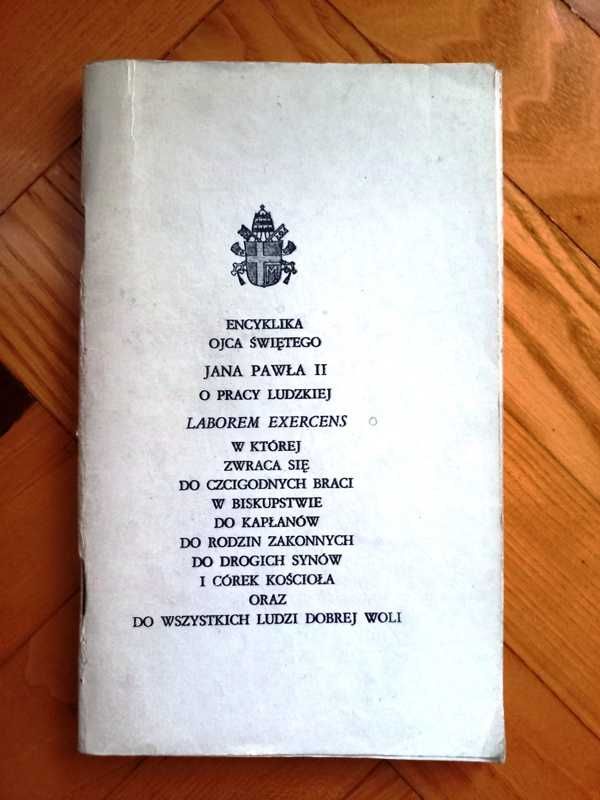 ENCYKLIKA
OJCA ŚWIĘTEGO
JANA PAWŁA II
O PRACY LUDZKIEJ
LABOREM EXERCENS
W KTÓREJ
ZWRACA SIĘ
DO CZCIGODNYCH BRACI
W BISKUPSTWIE
DO KAPŁANÓW
DO RODZIN ZAKONNYCH
DO DROGICH SYNÓW
I CÓREK KOŚCIOŁA
ORAZ
DO WSZYSTKICH LUDZI DOBREJ WOLI